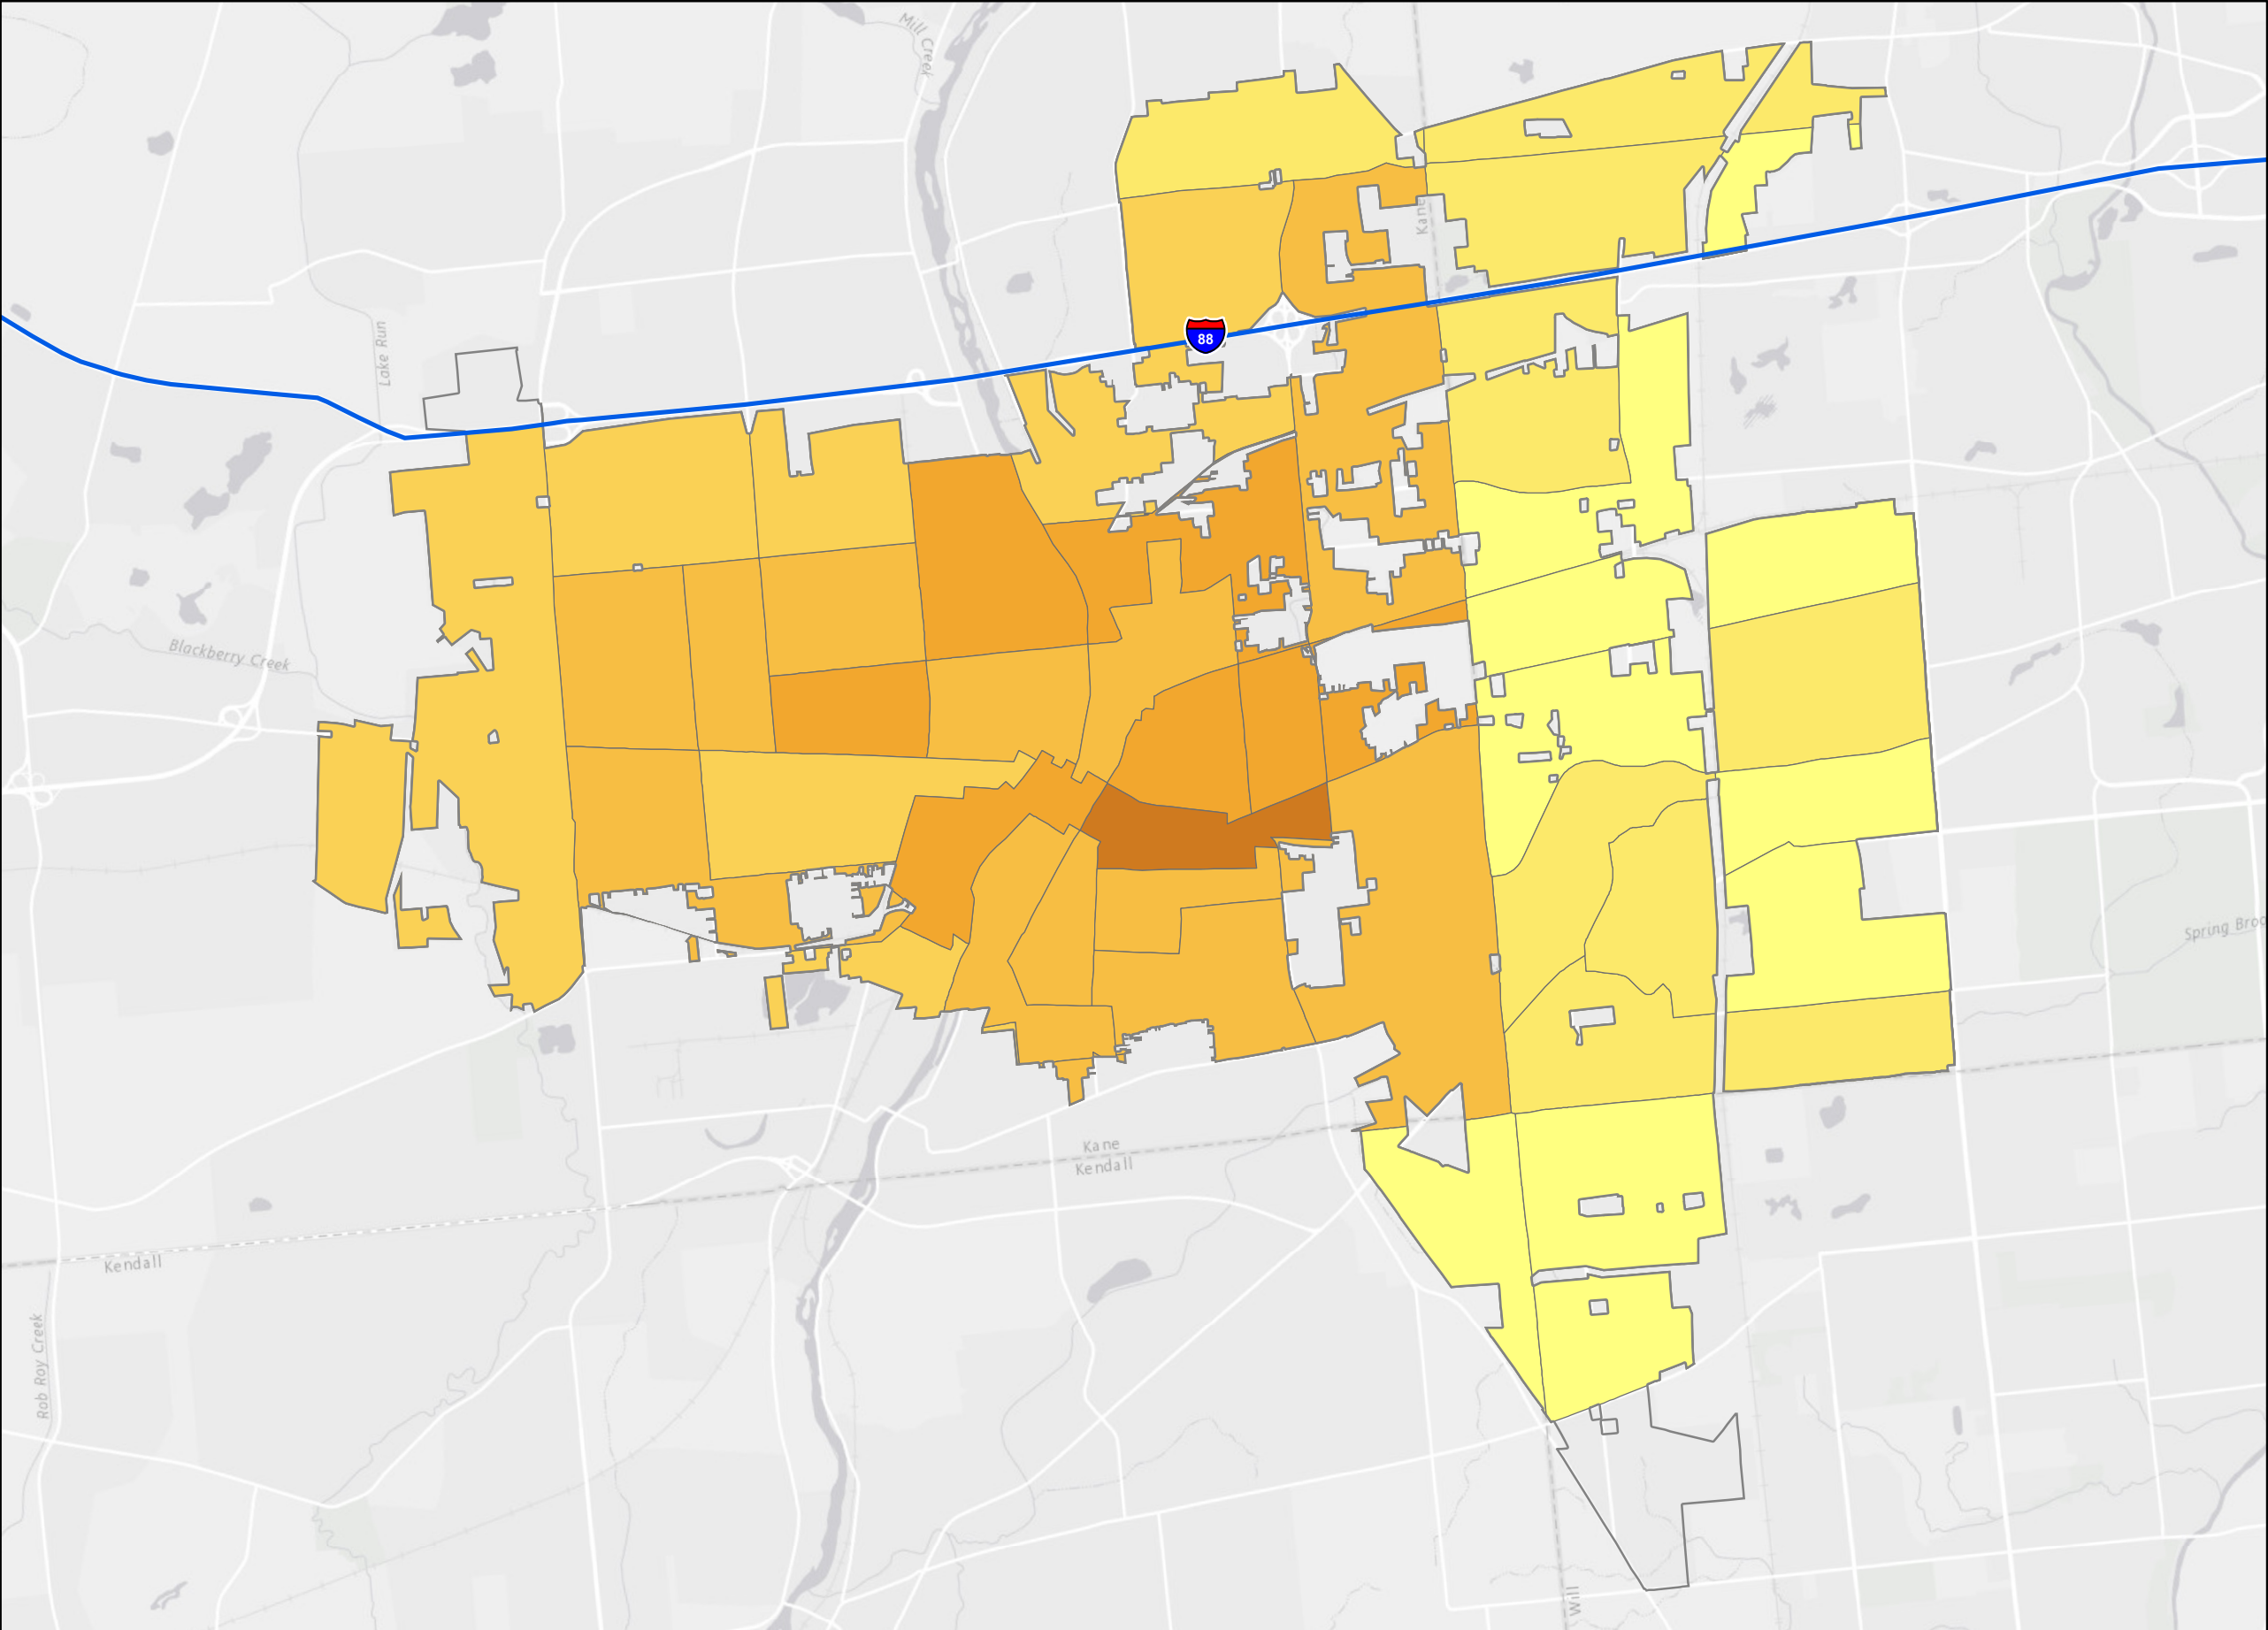 Mill Creek
Kane
Lake Run
88
Blackberry Creek
Spring Broo
Kane
Kendall
Kendall
Rob Roy Creek
Will